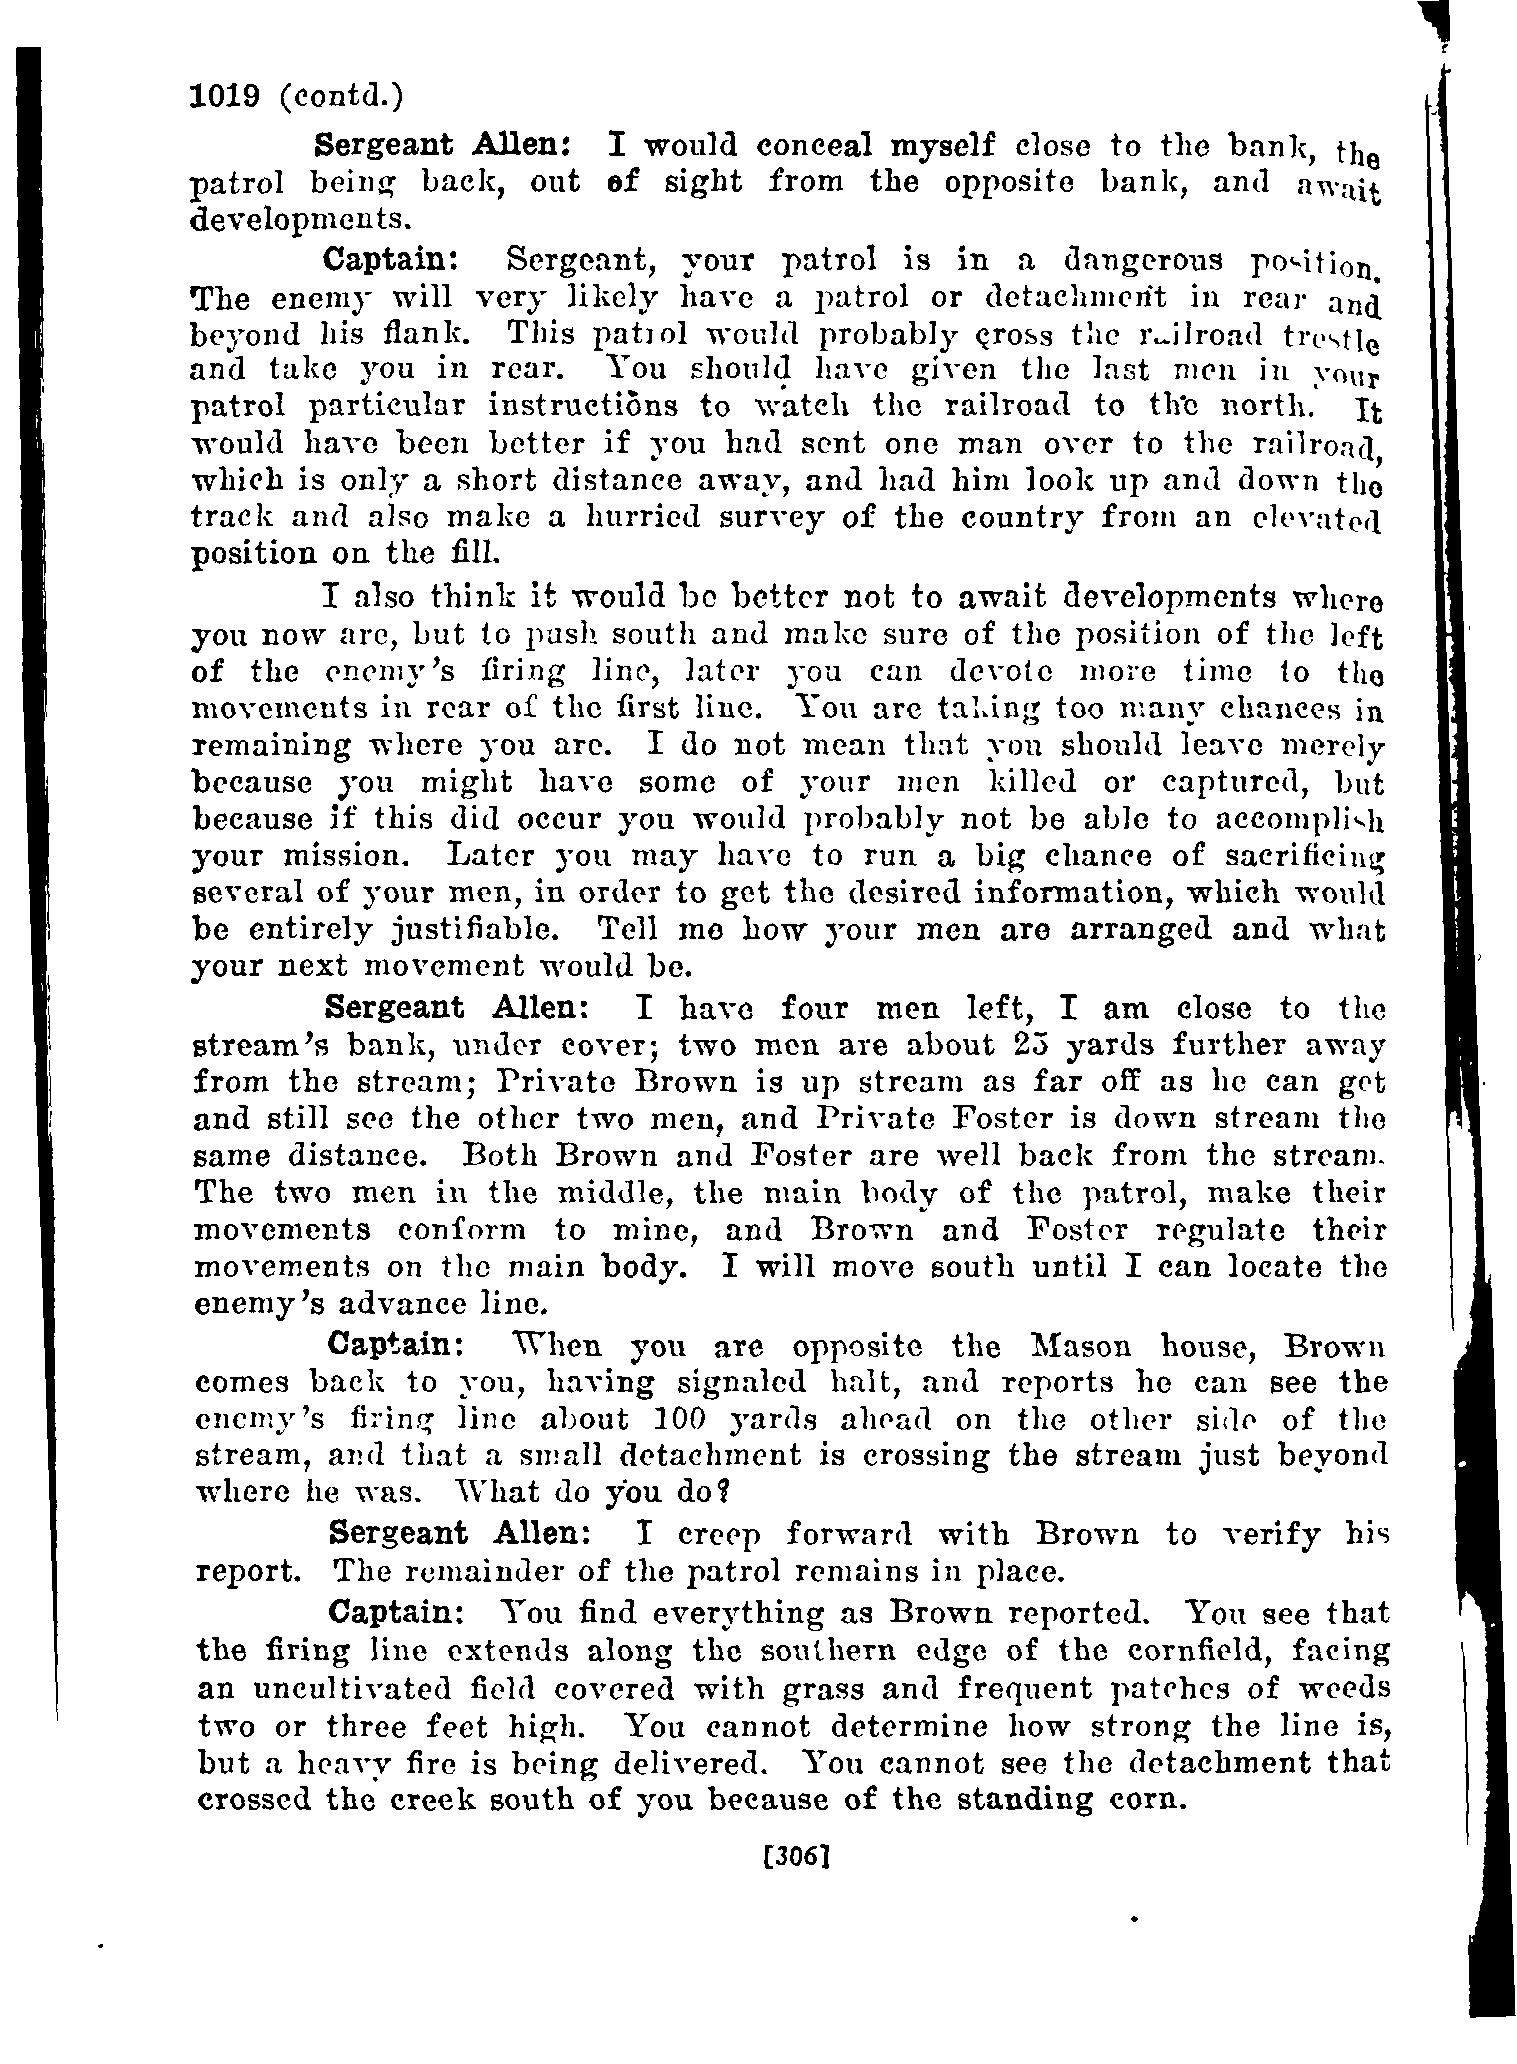 1019 (contd.)
Sergeant Allen: I would conceal myself close to the bank, the
patrol being back, out of sight from the opposite bank, and await
developments.
Captain: Sergeant, your patrol is in a dangerous position.
The enemy will very likely have a patrol or detachment in rear and
beyond his flank. This patrol would probably cross the railroad trestle
and take you in rear. You should have given the last men in your
patrol particular instructions to watch the railroad to the north. It
would have been better if you had sent one man over to the railroad,
which is only a short distance away, and had him look up and down the
track and also make a hurried survey of the country from an elevated
position on the fill.
I also think it would be better not to await developments where
you now are, but to push south and make sure of the position of the left
of the enemy's firing line, later you can devote more time to the
movements in rear of the first line. You are taking too many chances in
remaining where you are. I do not mean that you should leave merely
because you might have some of your men killed or captured, but
because if this did occur you would probably not be able to accomplish
your mission. Later you may have to run a big chance of sacrificing
several of your men, in order to get the desired information, which would
be entirely justifiable. Tell me how your men are arranged and what
your next movement would be.
Sergeant Allen: I have four men left, I am close to the
stream's bank, under cover; two men are about 25 yards further away
from the stream; Private Brown is up stream as far off as he can get
and still see the other two men, and Private Foster is down stream the
same distance. Both Brown and Foster are well back from the stream.
The two men in the middle, the main body of the patrol, make their
movements conform to mine, and Brown and Foster regulate their
movements on the main body. I will move south until I can locate the
enemy's advance line.
Captain: When you are opposite the Mason house, Brown
comes back to you, having signaled halt, and reports he can see the
enemy's firing line about 100 yards ahead on the other side of the
stream, and that a small detachment is crossing the stream just beyond
where he was. What do you do?
Sergeant Allen: I creep forward with Brown to verify his
report. The remainder of the patrol remains in place.
Captain: You find everything as Brown reported. You see that
the firing line extends along the southern edge of the cornfield, facing
an uncultivated field covered with grass and frequent patches of weeds
two or three feet high. You cannot determine how strong the line is,
but a heavy fire is being delivered. You cannot see the detachment that
crossed the creek south of you because of the standing corn.
[306]